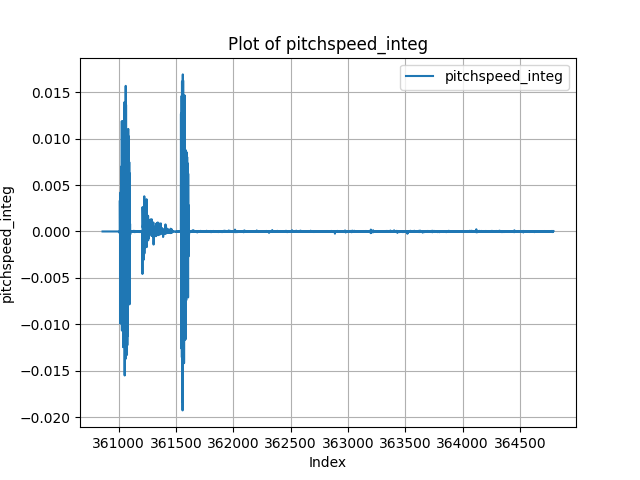 Plot of pitchspeed_integ
pitchspeed_integ
0.015
0.010
0.005
0.000
−0.005
−0.010
−0.015
−0.020
pitchspeed_integ
361000 361500 362000 362500 363000 363500 364000 364500
Index